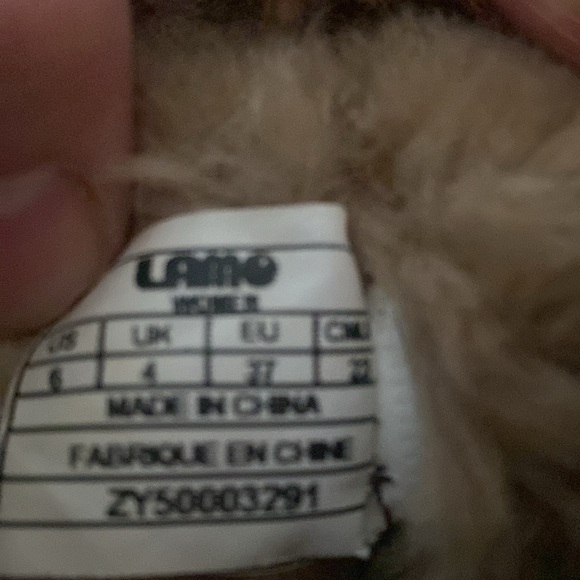 LAMO
WOMEN
US UK EU
6 4 37
MADE IN CHINA
FABRIQUE EN CHINE
ZY50003291